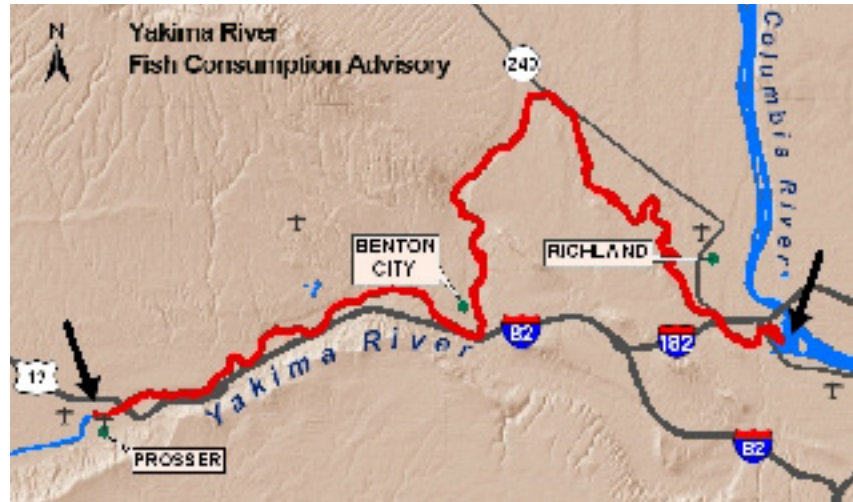 N
Yakima River
Fish Consumption Advisory
240
Columbia River
BENTON
CITY
RICHLAND
82
182
12
Yakima River
PROSSER
82